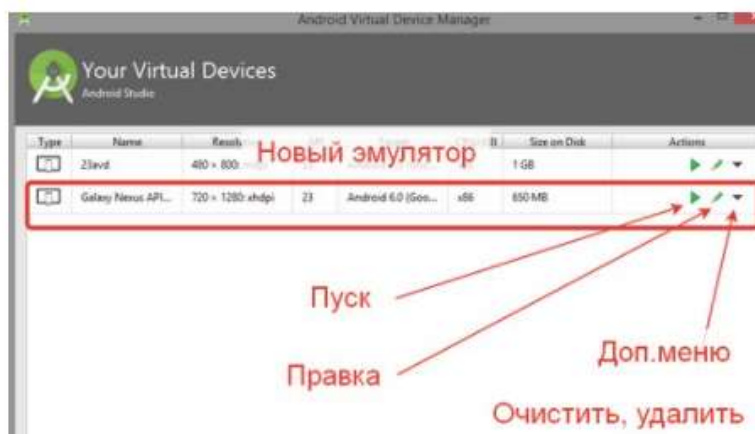 Android Virtual Device Manager
Your Virtual Devices
Android Studio
Type Name Size on Disk Actions
Новый эмулятор
23avd 480 × 800: 1 GB
Galaxy Nexus API... 720 × 1280: xhdpi 23 Android 6.0 (Goo... x86 650 MB
Пуск
Доп.меню
Правка
Очистить, удалить